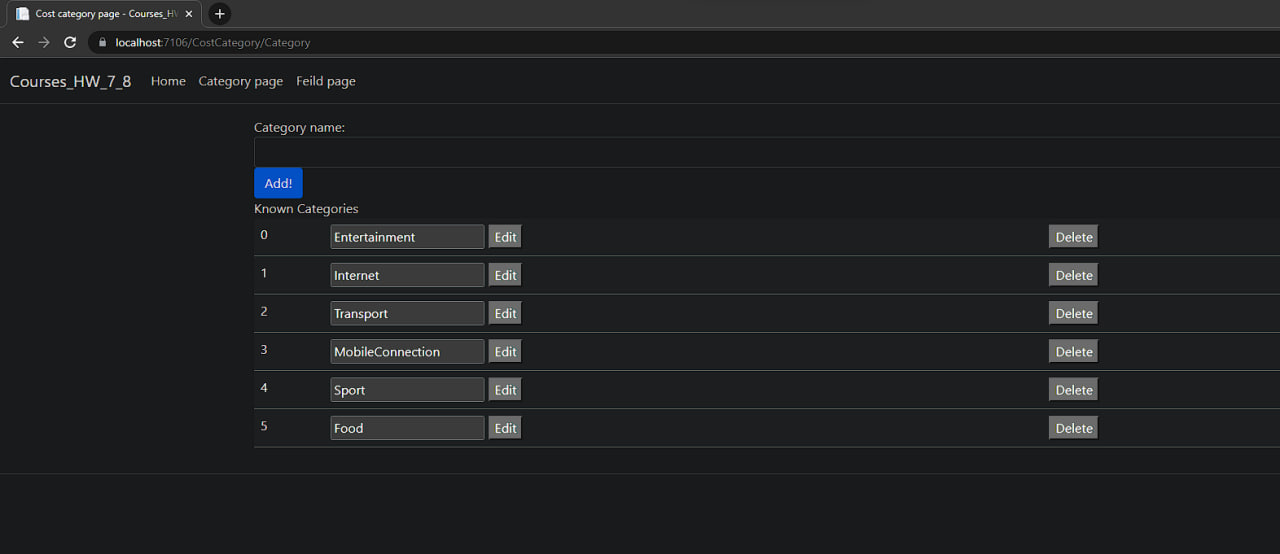 Cost category page - Courses_HW
localhost:7106/CostCategory/Category
Courses_HW_7_8 Home Category page Feild page
Category name:
Add!
Known Categories
0 Entertainment Edit Delete
1 Internet Edit Delete
2 Transport Edit Delete
3 MobileConnection Edit Delete
4 Sport Edit Delete
5 Food Edit Delete